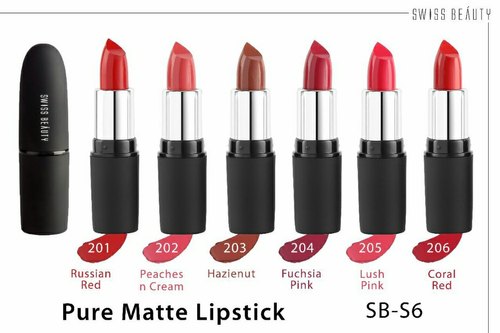 SWISS BEAUTY
SWISS BEAUTY
201 202 203 204 205 206
Russian Red
Peaches n Cream
Hazienut
Fuchsia Pink
Lush Pink
Coral Red
Pure Matte Lipstick SB-S6